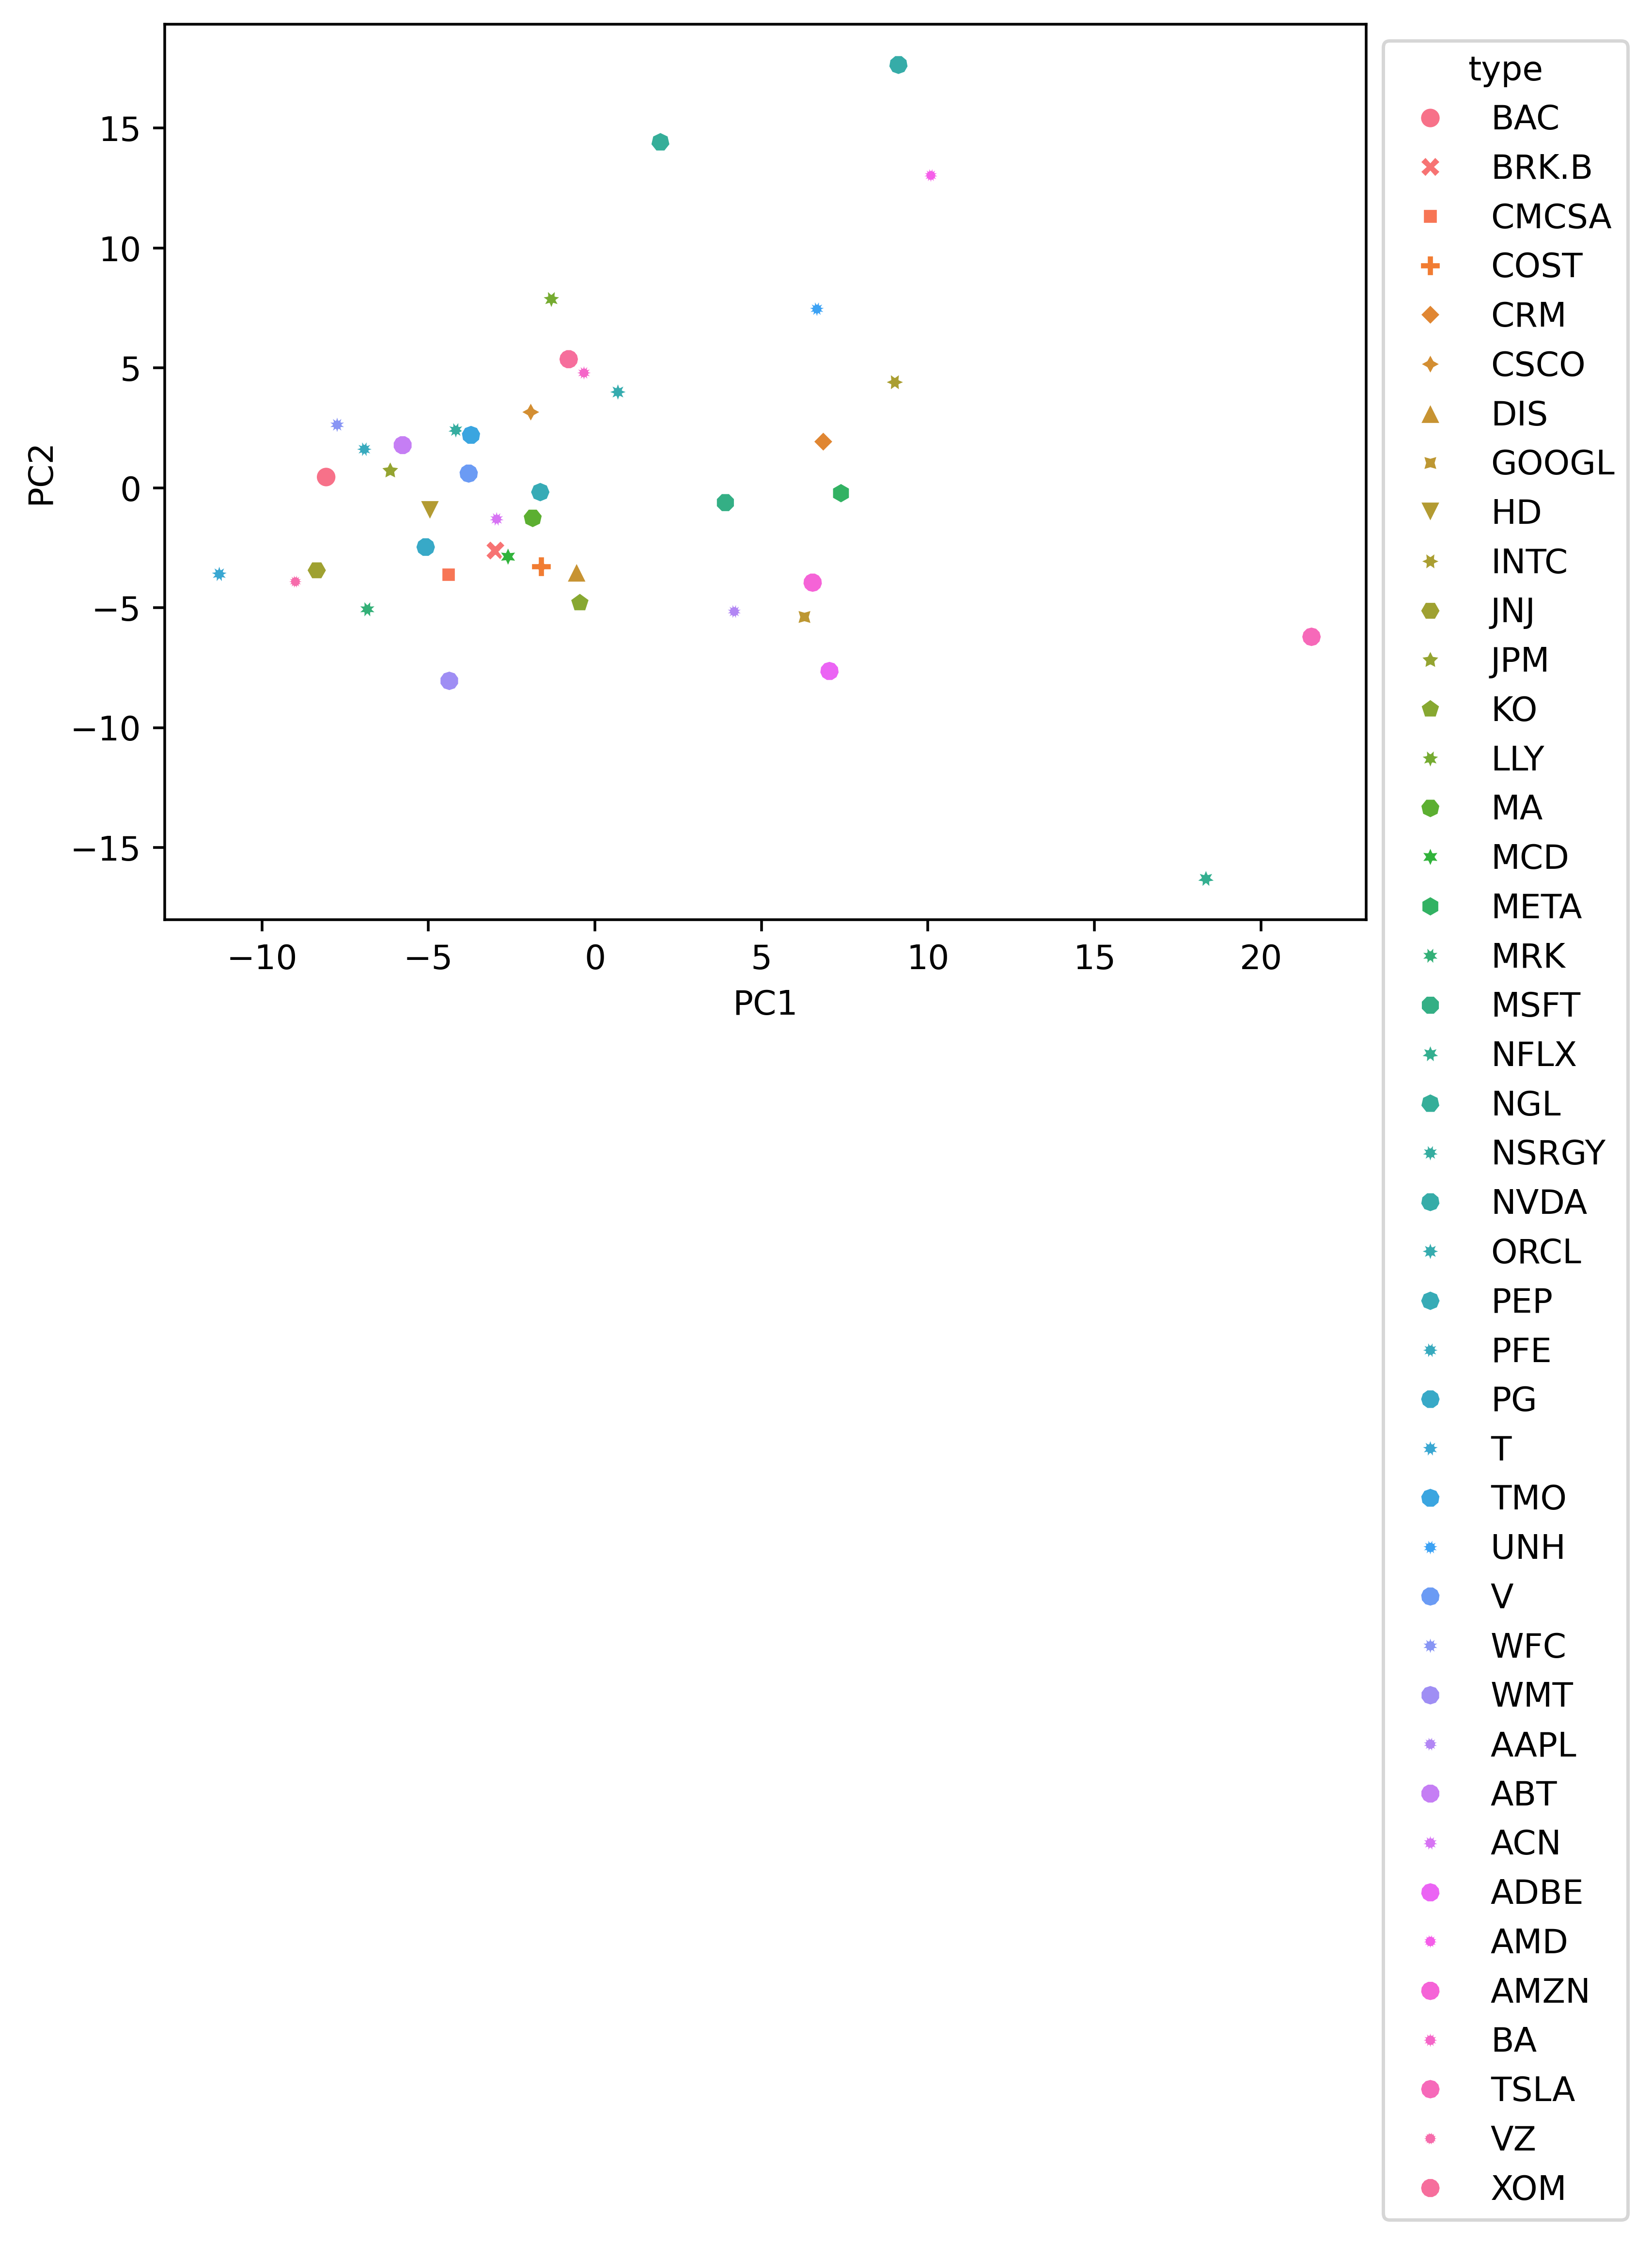 15
10
5
0
−5
−10
−15
PC2
−10
−5
0
5
10
15
20
PC1
type
BAC
BRK.B
CMCSA
COST
CRM
CSCO
DIS
GOOGL
HD
INTC
JNJ
JPM
KO
LLY
MA
MCD
META
MRK
MSFT
NFLX
NGL
NSRGY
NVDA
ORCL
PEP
PFE
PG
T
TMO
UNH
V
WFC
WMT
AAPL
ABT
ACN
ADBE
AMD
AMZN
BA
TSLA
VZ
XOM